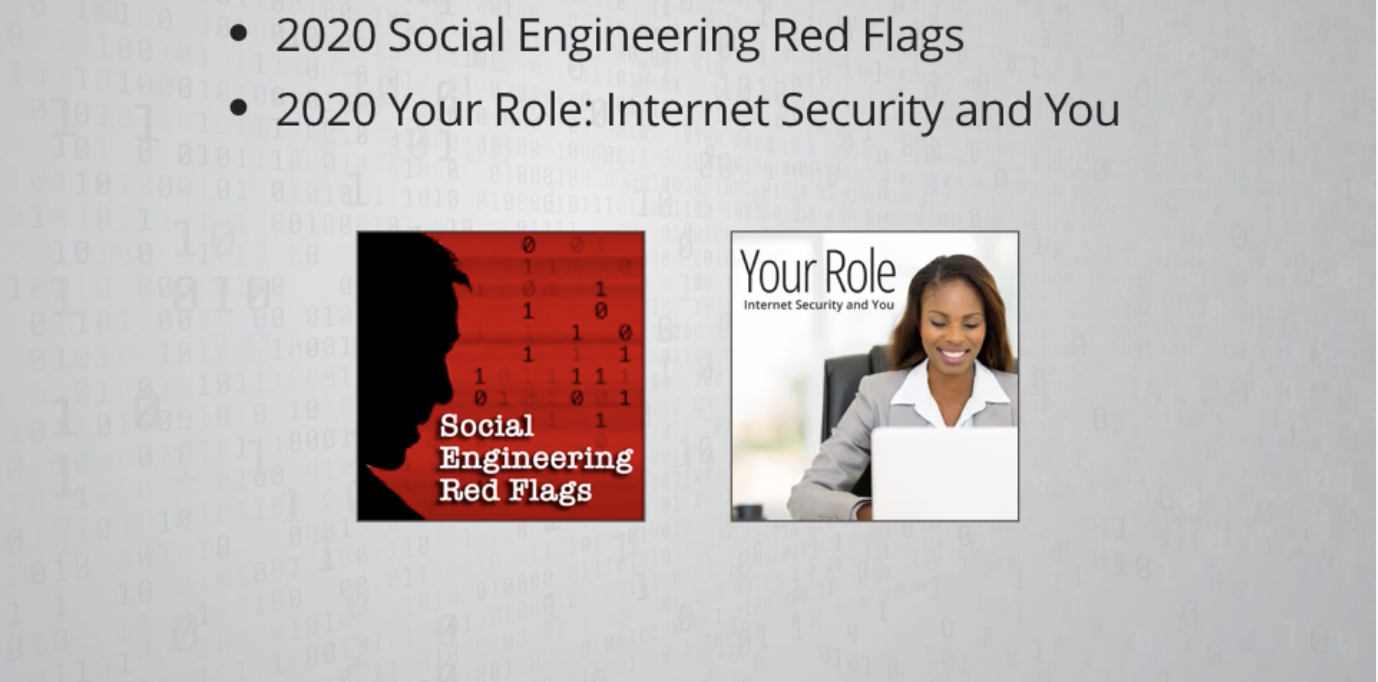 2020 Social Engineering Red Flags
2020 Your Role: Internet Security and You
Social
Engineering
Red Flags
Your Role
Internet Security and You